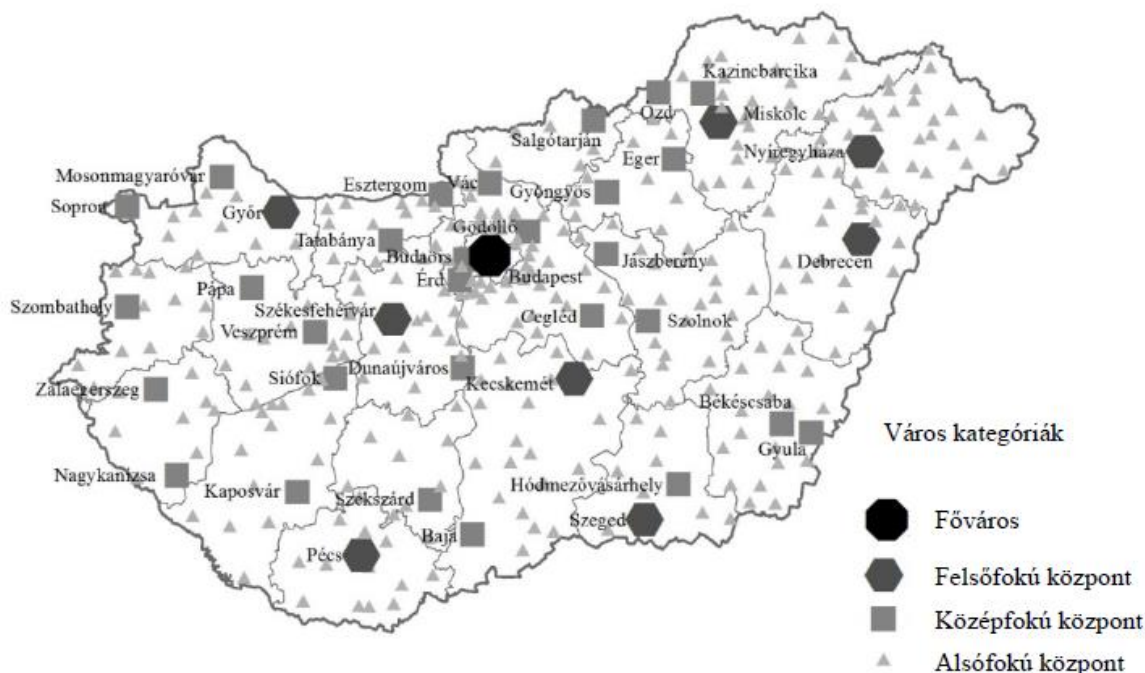 Kazincbarcika
Ózd
Miskolc
Salgótarján
Nyíregyháza
Eger
Mosonmagyaróvár
Esztergom
Vác
Gyöngyös
Sopron
Győr
Gödöllő
Tatabánya
Budaörs
Jászberény
Debrecen
Érd
Budapest
Pápa
Szombathely
Székesfehérvár
Cegléd
Szolnok
Veszprém
Siófok
Dunaújváros
Kecskemét
Zalaegerszeg
Békéscsaba
Gyula
Város kategóriák
Nagykanizsa
Kaposvár
Szekszárd
Hódmezővásárhely
Szeged
Baja
Pécs
Főváros
Felsőfokú központ
Középfokú központ
Alsófokú központ